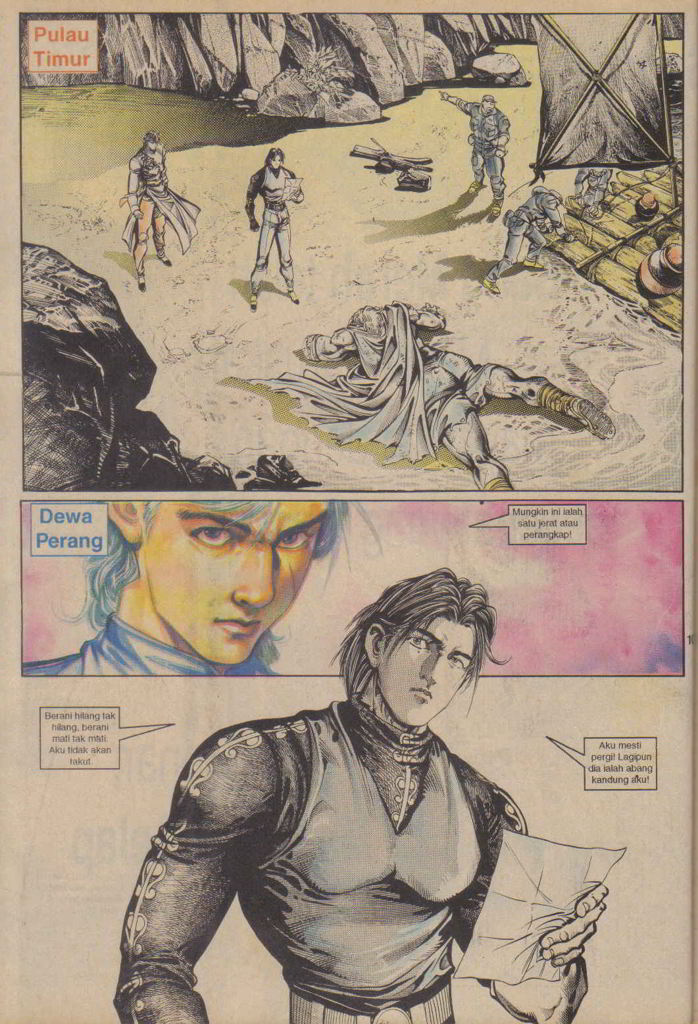 Pulau
Timur
Dewa
Perang
Mungkin ini ialah
satu jerat atau
perangkap!
Berani hilang tak
hilang, berani
mati tak mati.
Aku tidak akan
takut.
Aku mesti
pergi! Lagipun
dia ialah abang
kandung aku!